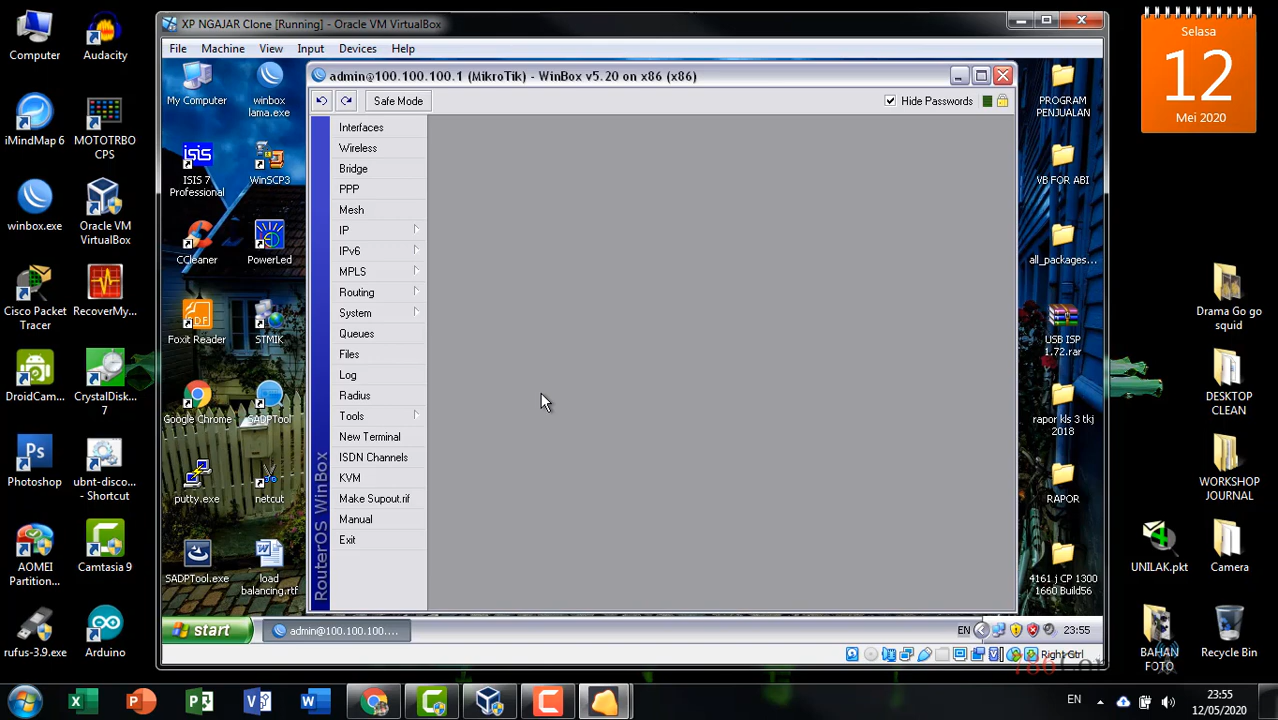 XP NGAJAR Clone [Running] - Oracle VM VirtualBox
File Machine View Input Devices Help
admin@100.100.100.1 (MikroTik) - WinBox v5.20 on x86 (x86)
Safe Mode
Hide Passwords
Interfaces
Wireless
Bridge
PPP
Mesh
IP
IPv6
MPLS
Routing
System
Queues
Files
Log
Radius
Tools
New Terminal
ISDN Channels
KVM
Make Supout.rif
Manual
Exit
RouterOS WinBox
Computer
Audacity
iMindMap 6
MOTOTRBO
CPS
winbox.exe
Oracle VM
VirtualBox
Cisco Packet
Tracer
RecoverMy...
DroidCam...
CrystalDisk...
7
Photoshop
ubnt-disco...
- Shortcut
AOMEI
Partition...
Camtasia 9
rufus-3.9.exe
Arduino
My Computer
winbox
lama.exe
ISIS 7
Professional
WinSCP3
CCleaner
PowerLed
Foxit Reader
STMIK
Google Chrome
SADPTool
putty.exe
netcut
SADPTool.exe
load
balancing.rtf
PROGRAM
PENJUALAN
VB FOR ABI
all_packages...
USB ISP
1.72.rar
rapor kls 3 tkj
2018
RAPOR
4161 j CP 1300
1660 Build56
Selasa
12
Mei 2020
Drama Go go
squid
DESKTOP
CLEAN
WORKSHOP
JOURNAL
UNILAK.pkt
Camera
BAHAN
FOTO
Recycle Bin
start
admin@100.100.100....
EN
23:55
Right Ctrl
EN
23:55
12/05/2020